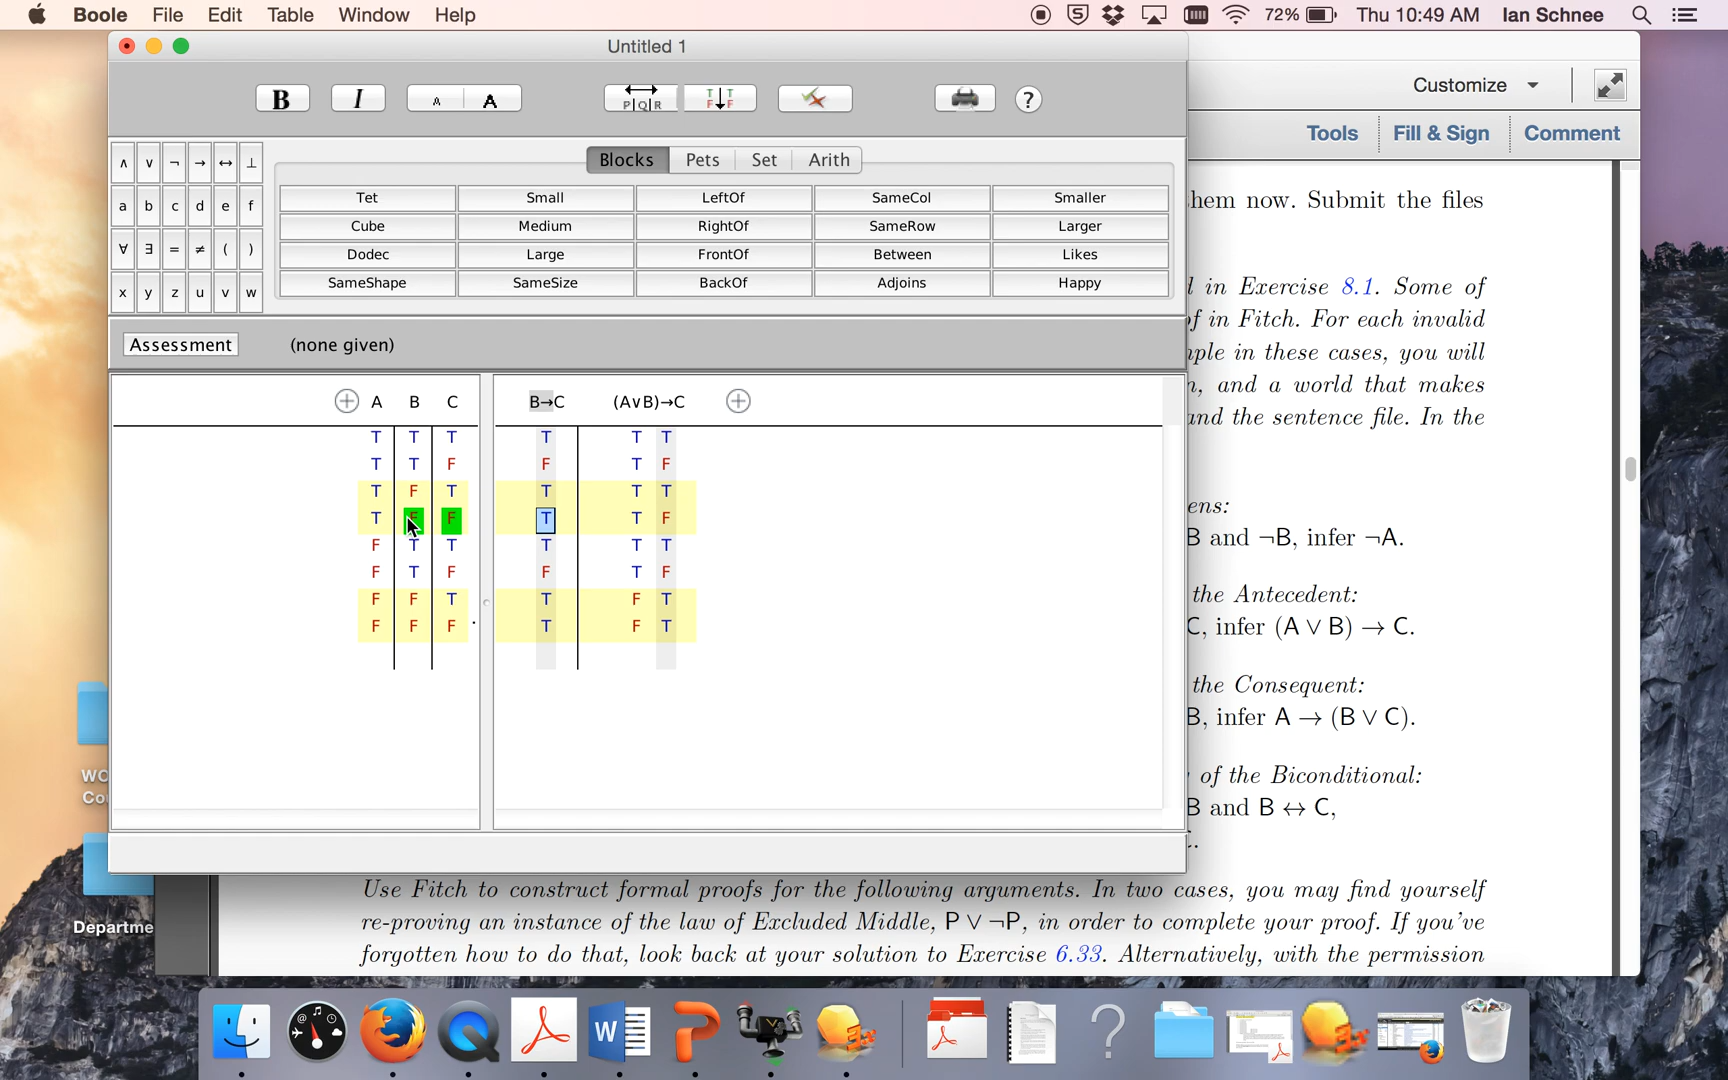 Boole File Edit Table Window Help 72% Thu 10:49 AM Ian Schnee
Untitled 1
B I A A P|Q|R T T F F ?
Customize
Tools Fill & Sign Comment
Blocks Pets Set Arith
∧ ∨ ¬ → ↔ ⊥
a b c d e f
∀ ∃ = ≠ ( )
x y z u v w
Tet Small LeftOf SameCol Smaller
Cube Medium RightOf SameRow Larger
Dodec Large FrontOf Between Likes
SameShape SameSize BackOf Adjoins Happy
Assessment (none given)
A B C B→C (A∨B)→C
T T T T T T
T T F F T F
T F T T T T
T F F T T F
F T T T T T
F T F F T F
F F T T F T
F F F T F T
hem now. Submit the files
in Exercise 8.1. Some of
f in Fitch. For each invalid
ple in these cases, you will
n, and a world that makes
and the sentence file. In the
ens:
B and ¬B, infer ¬A.
the Antecedent:
C, infer (A ∨ B) → C.
the Consequent:
B, infer A → (B ∨ C).
of the Biconditional:
B and B ↔ C,
Use Fitch to construct formal proofs for the following arguments. In two cases, you may find yourself
re-proving an instance of the law of Excluded Middle, P ∨ ¬P, in order to complete your proof. If you've
forgotten how to do that, look back at your solution to Exercise 6.33. Alternatively, with the permission
WO
Co
Departme
W
?